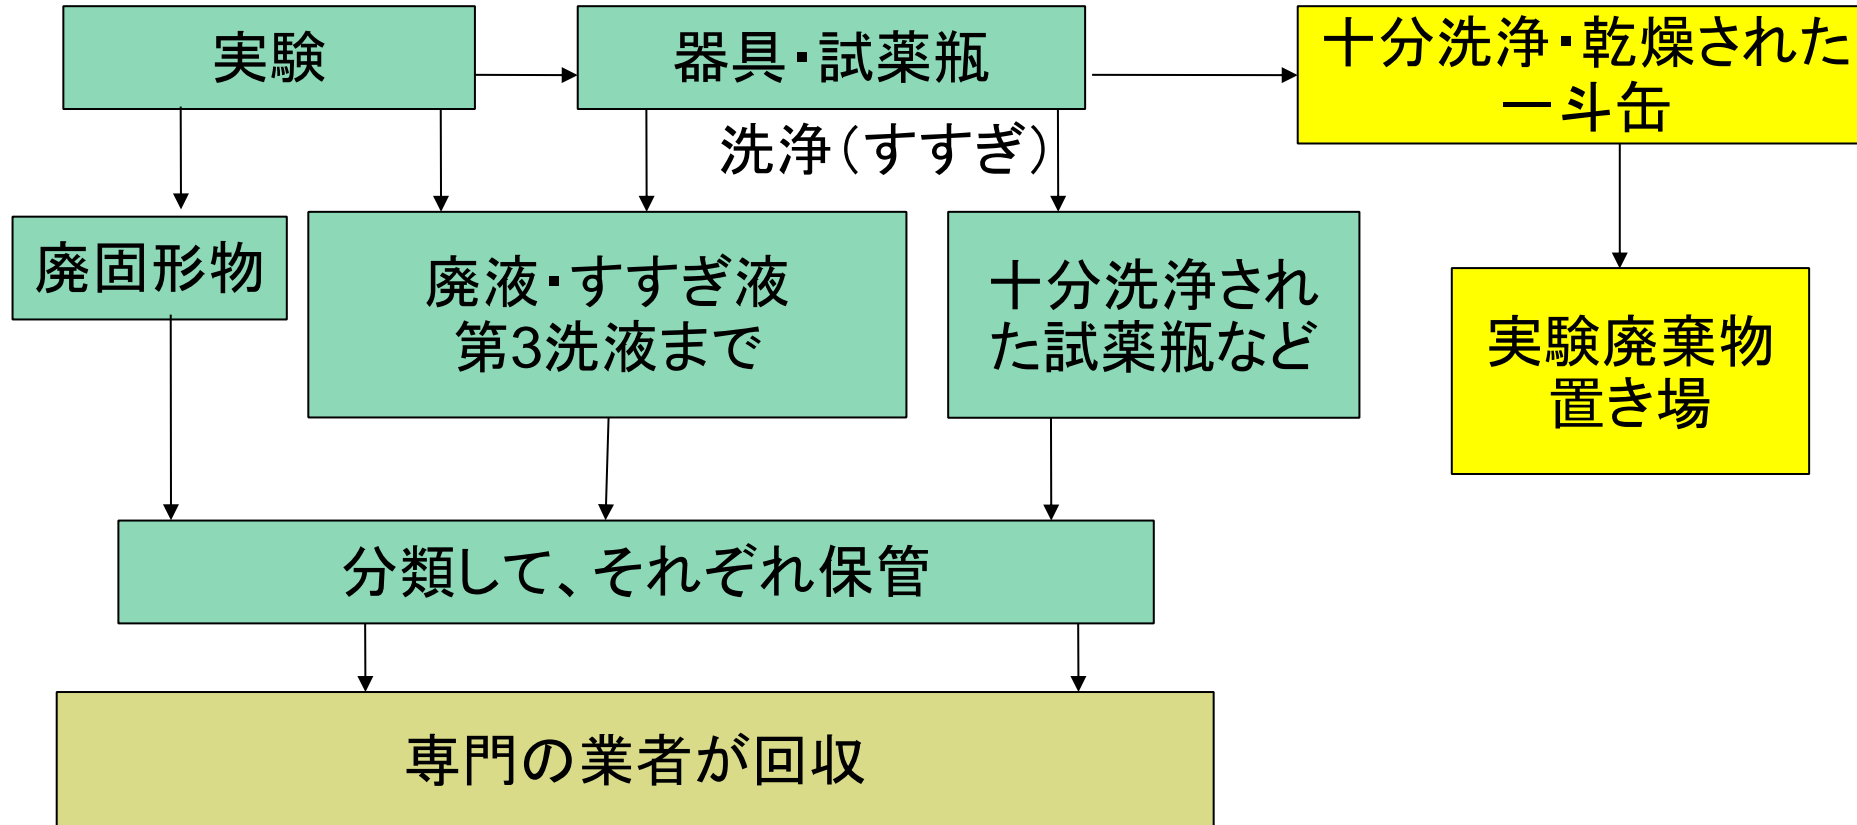 実験
器具・試薬瓶
十分洗浄・乾燥された
一斗缶
洗浄（すすぎ）
廃固形物
廃液・すすぎ液
第3洗液まで
十分洗浄され
た試薬瓶など
実験廃棄物
置き場
分類して、それぞれ保管
専門の業者が回収